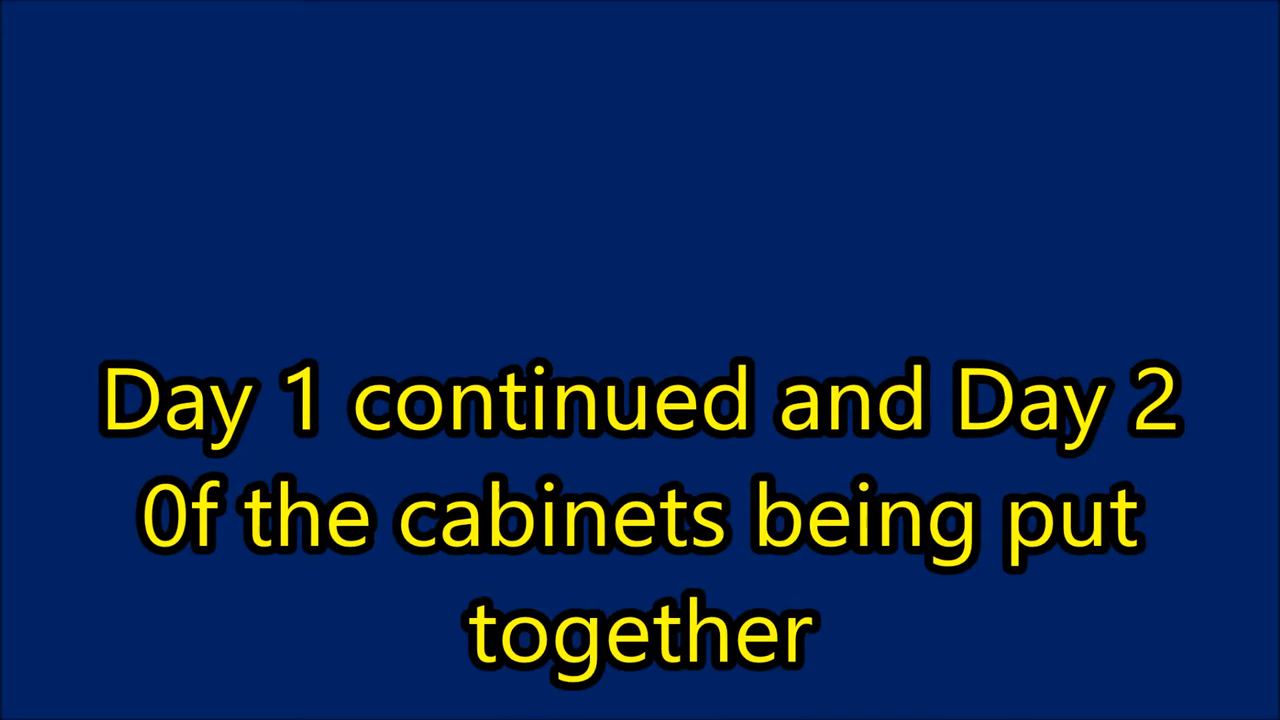 Day 1 continued and Day 2
0f the cabinets being put
together